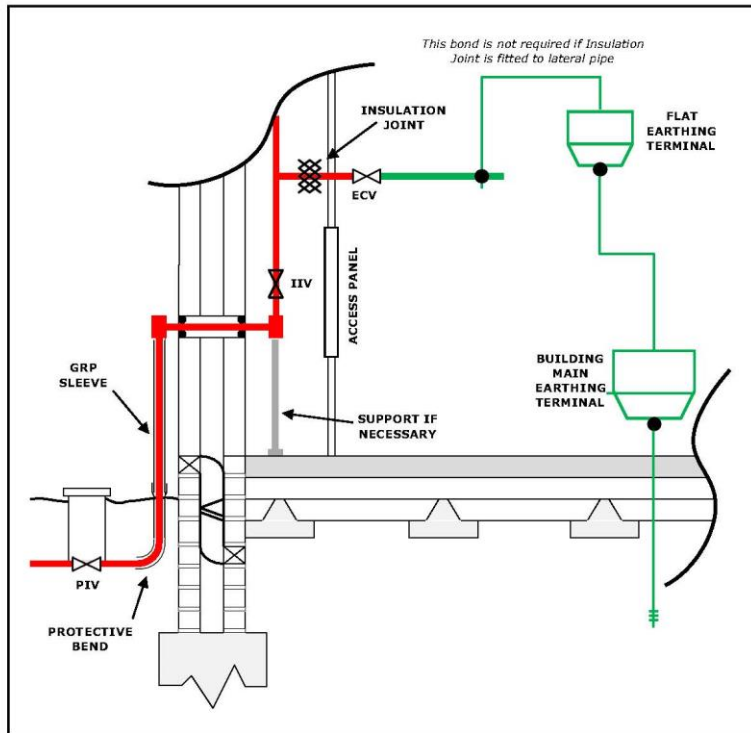 This bond is not required if Insulation
Joint is fitted to lateral pipe
INSULATION
JOINT
FLAT
EARTHING
TERMINAL
ECV
IIV
ACCESS PANEL
GRP
SLEEVE
BUILDING
MAIN
EARTHING
TERMINAL
SUPPORT IF
NECESSARY
PIV
PROTECTIVE
BEND